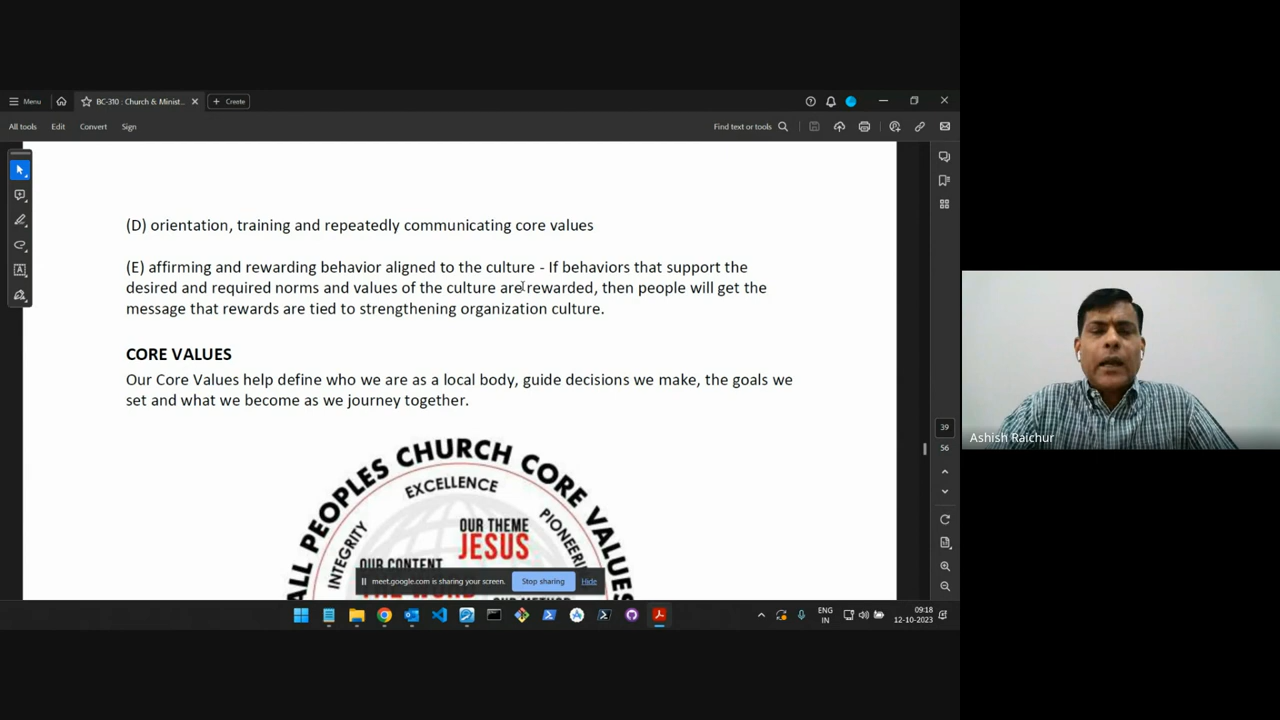 Menu
BC-310 : Church & Minist...
Create
All tools
Edit
Convert
Sign
Find text or tools
(D) orientation, training and repeatedly communicating core values
(E) affirming and rewarding behavior aligned to the culture - If behaviors that support the
desired and required norms and values of the culture are rewarded, then people will get the
message that rewards are tied to strengthening organization culture.
CORE VALUES
Our Core Values help define who we are as a local body, guide decisions we make, the goals we
set and what we become as we journey together.
ALL PEOPLES CHURCH CORE VALUES
EXCELLENCE
INTEGRITY
OUR THEME
JESUS
OUR CONTENT
meet.google.com is sharing your screen.
Stop sharing
Hide
39
56
Ashish Raichur
ENG
IN
09:18
12-10-2023